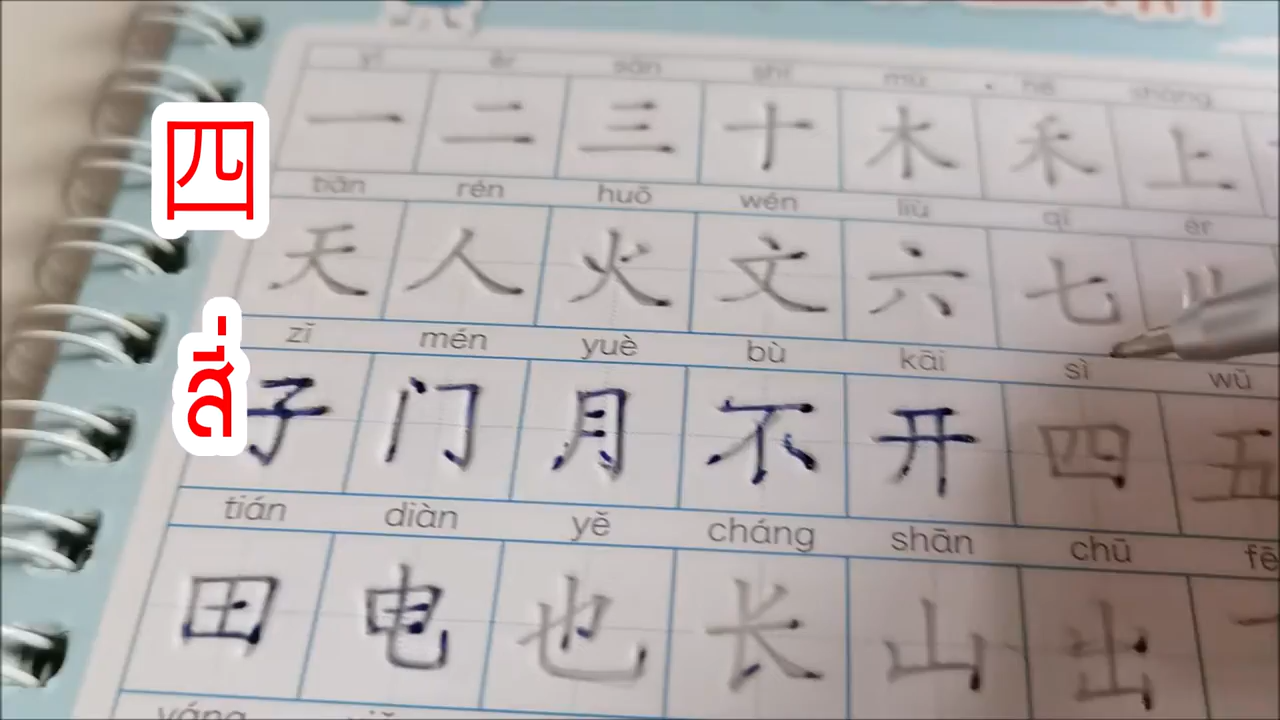 yī èr sān shí mù hé shàng
一 二 三 十 木 禾 上
四
rén huǒ wén liù qī ér
天 人 火 文 六 七
สี่
zǐ mén yuè bù kāi sì wǔ
子 门 月 不 开 四 五
tián diàn yě cháng shān chū
田 电 也 长 山 出